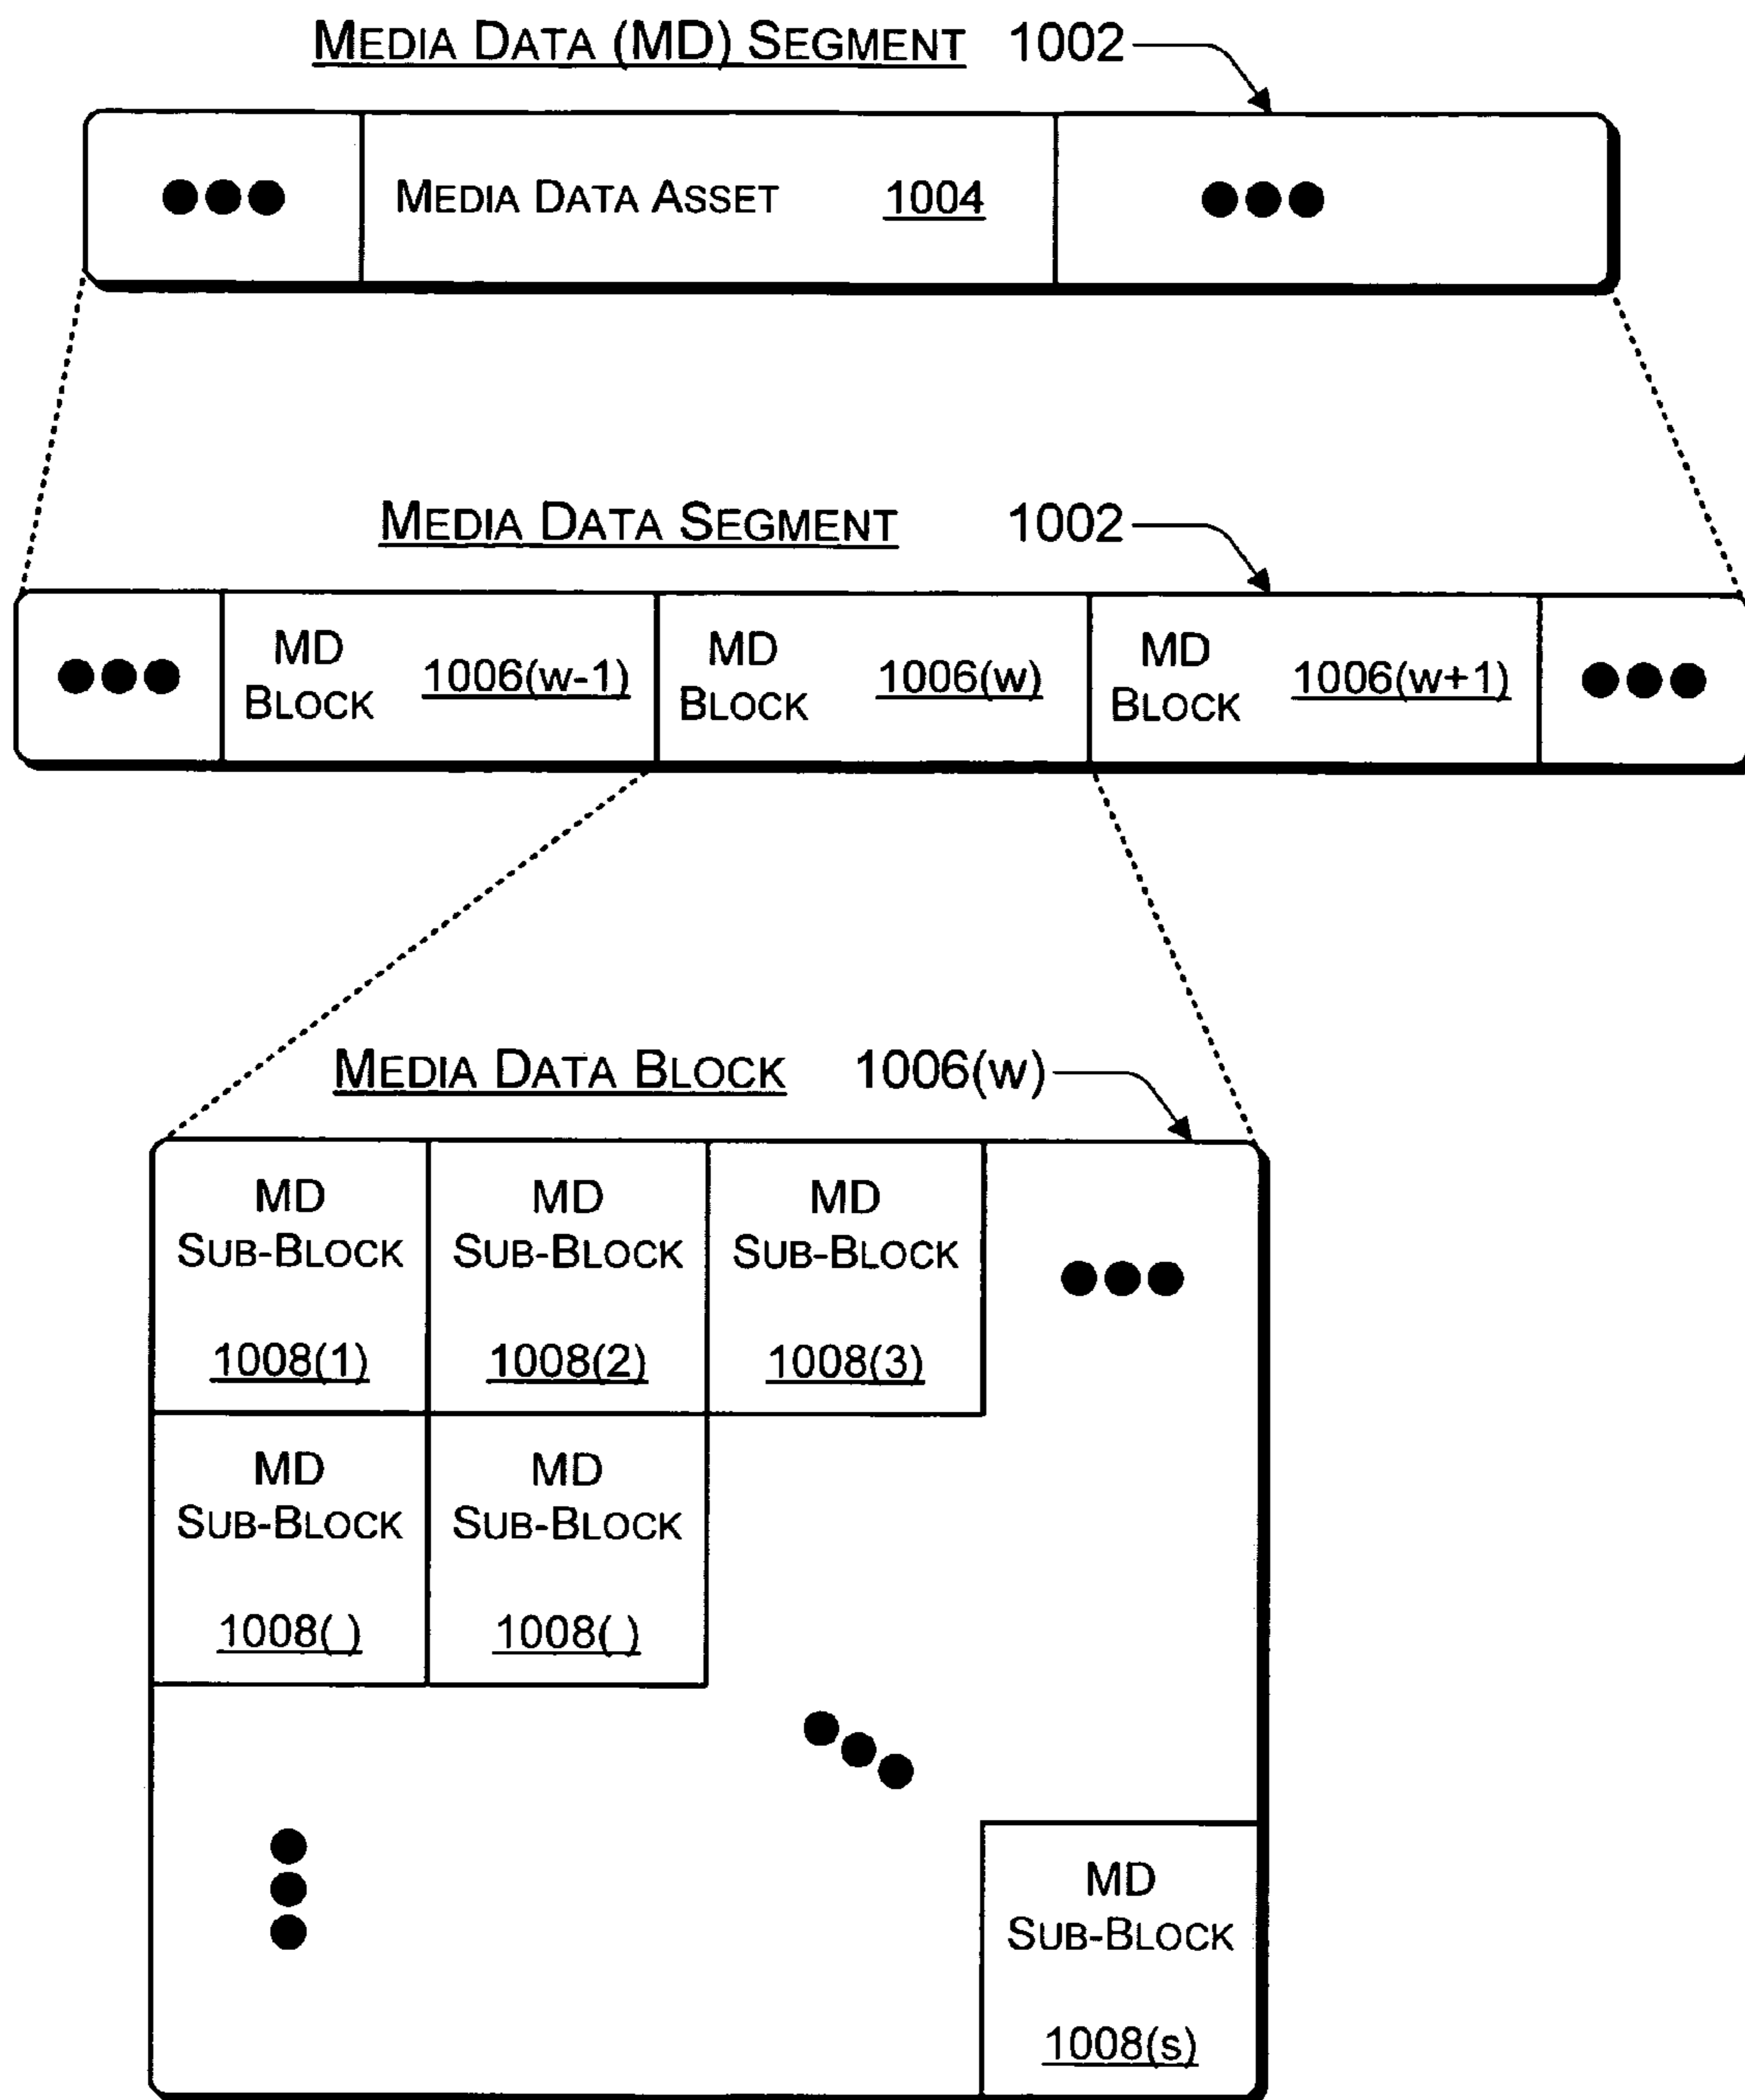 MEDIA DATA (MD) SEGMENT 1002
MEDIA DATA ASSET 1004
MEDIA DATA SEGMENT 1002
MD BLOCK 1006(w-1)
MD BLOCK 1006(w)
MD BLOCK 1006(w+1)
MEDIA DATA BLOCK 1006(w)
MD
SUB-BLOCK
1008(1)
MD
SUB-BLOCK
1008(2)
MD
SUB-BLOCK
1008(3)
MD
SUB-BLOCK
1008( )
MD
SUB-BLOCK
1008( )
MD
SUB-BLOCK
1008(s)